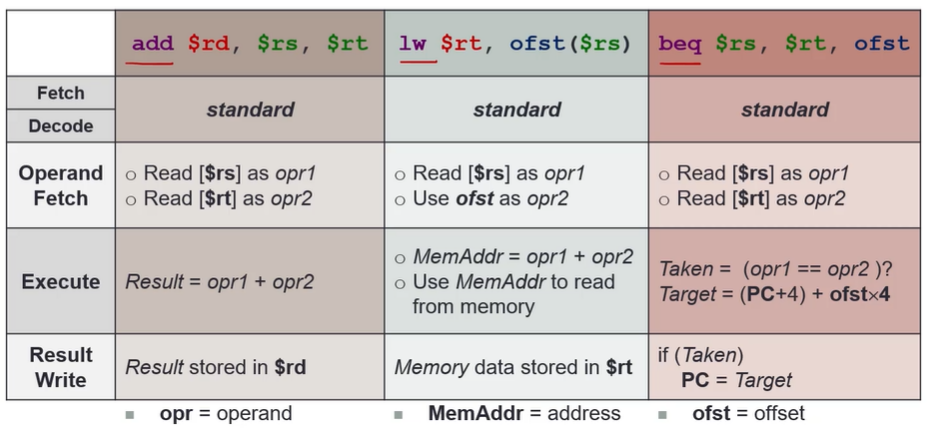 add $rd, $rs, $rt
lw $rt, ofst($rs)
beq $rs, $rt, ofst
Fetch
Decode
standard
standard
standard
Operand
Fetch
o Read [$rs] as opr1
o Read [$rt] as opr2
o Read [$rs] as opr1
o Use ofst as opr2
o Read [$rs] as opr1
o Read [$rt] as opr2
Execute
Result = opr1 + opr2
o MemAddr = opr1 + opr2
o Use MemAddr to read
from memory
Taken = (opr1 == opr2 )?
Target = (PC+4) + ofst×4
Result
Write
Result stored in $rd
Memory data stored in $rt
if (Taken)
PC = Target
▪ opr = operand
▪ MemAddr = address
▪ ofst = offset